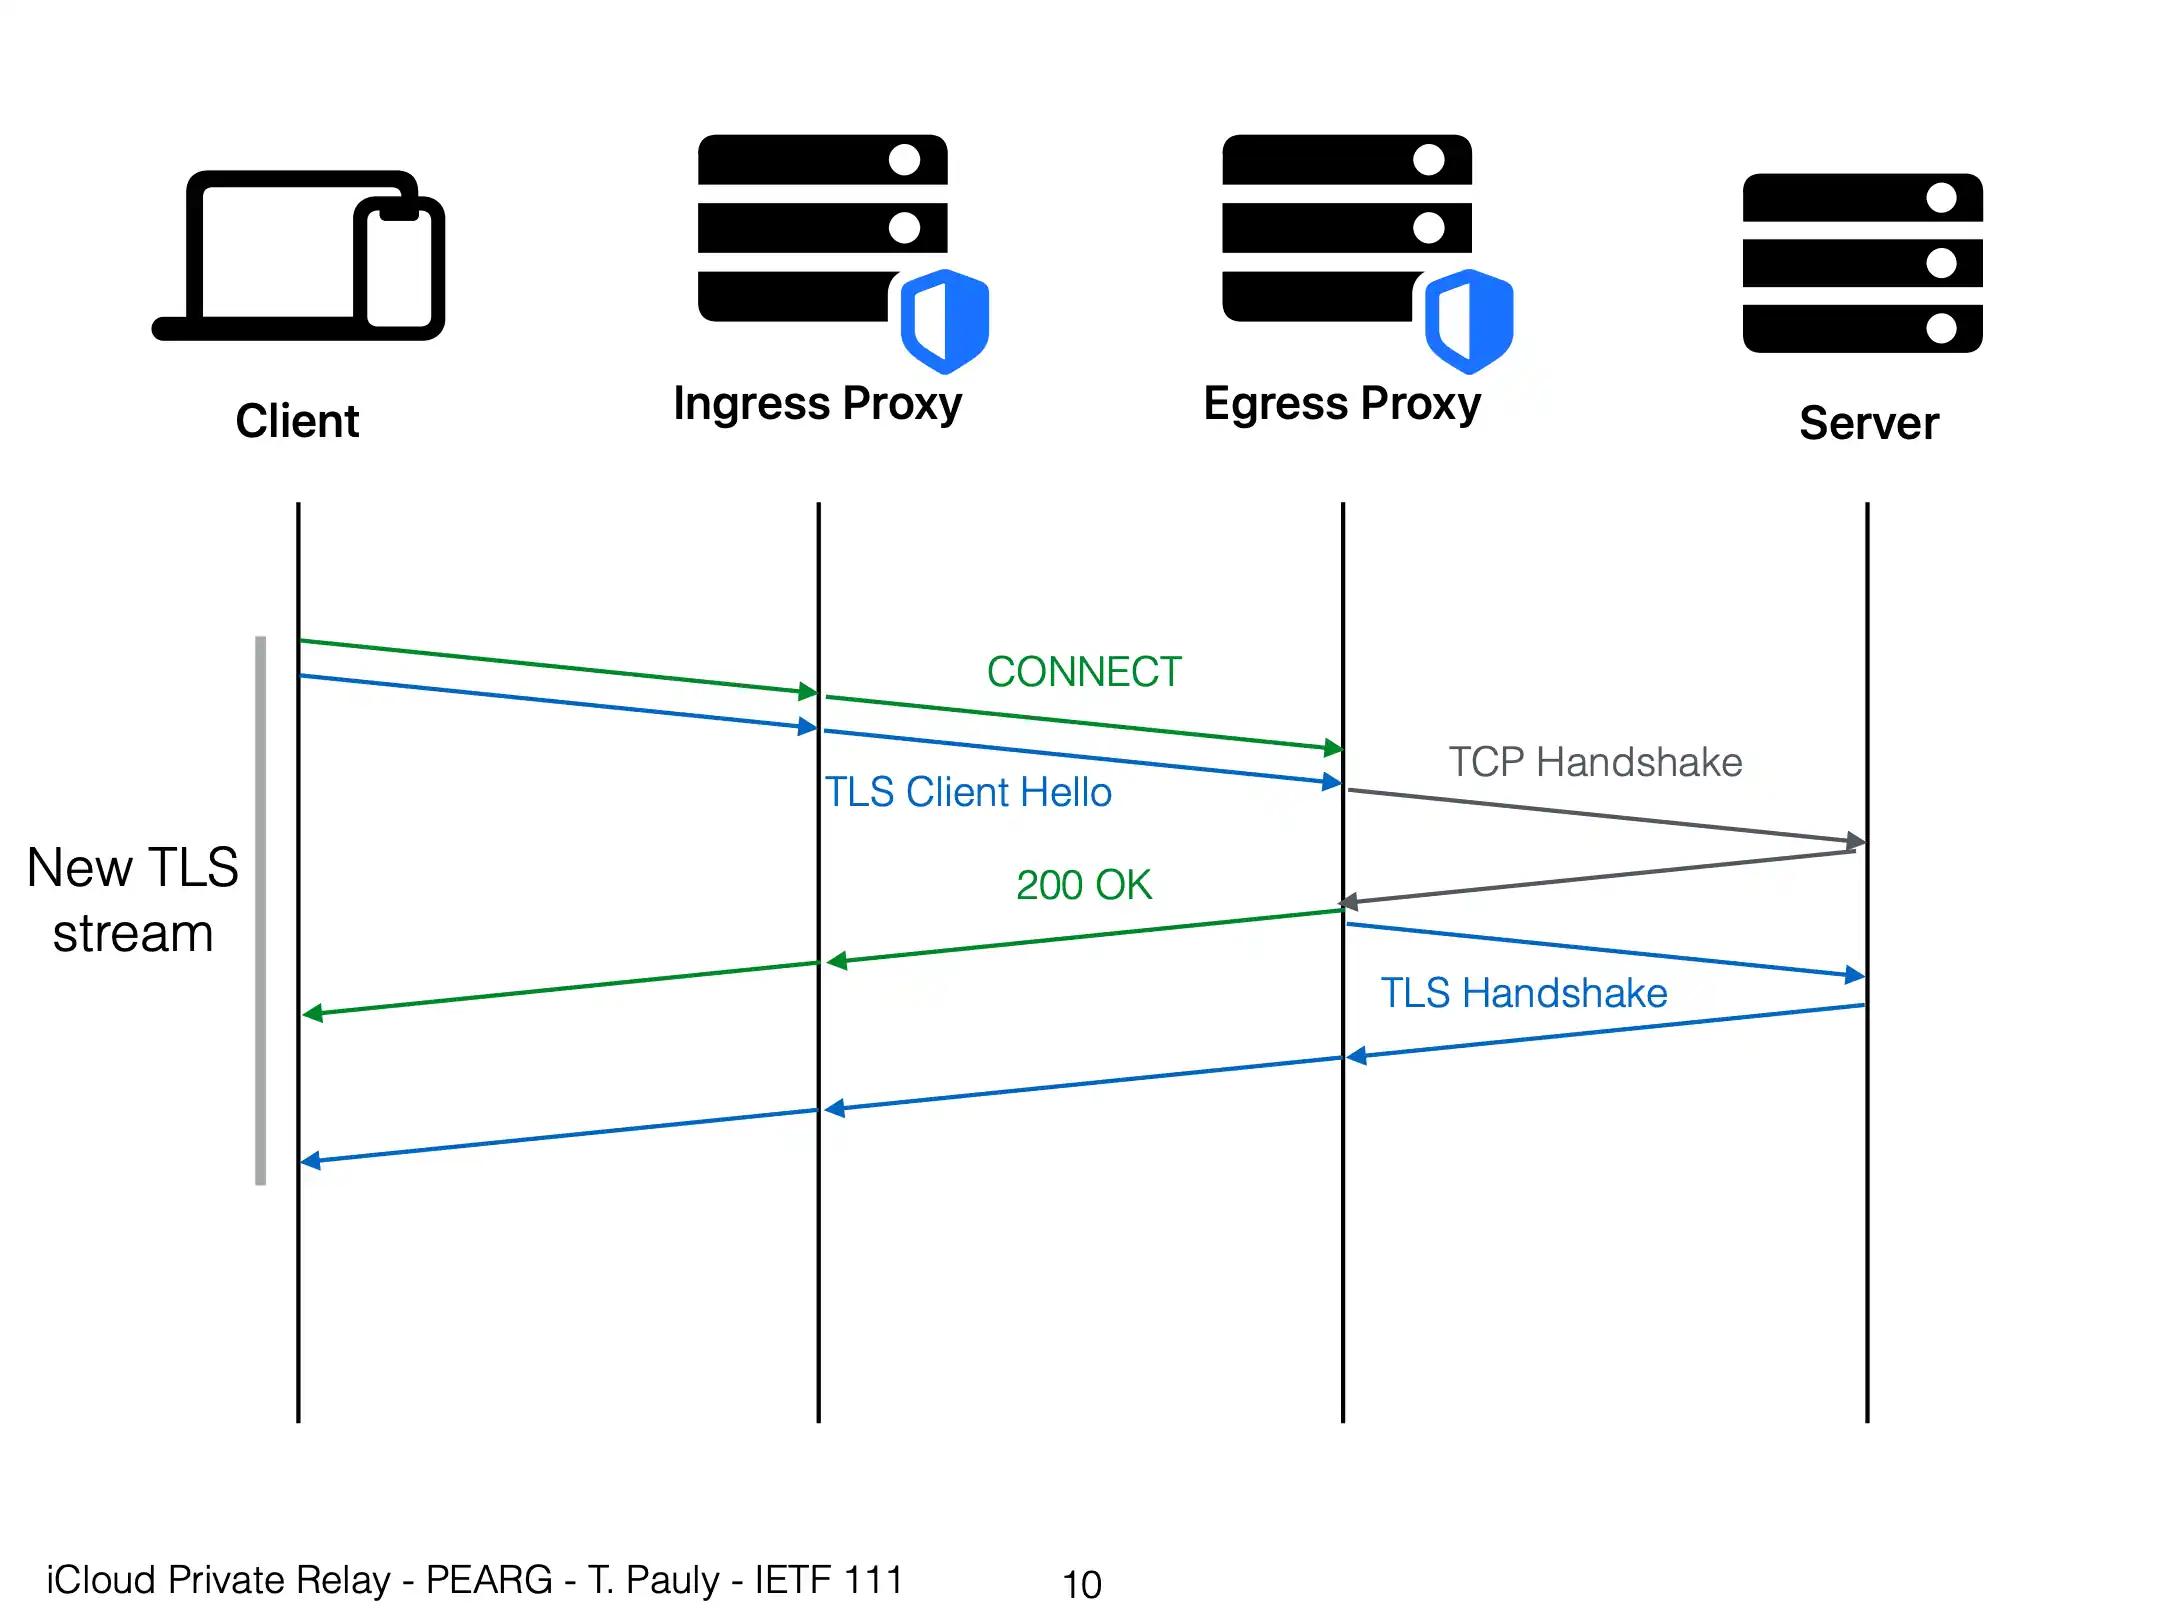 Client
Ingress Proxy
Egress Proxy
Server
CONNECT
TCP Handshake
TLS Client Hello
New TLS
stream
200 OK
TLS Handshake
iCloud Private Relay - PEARG - T. Pauly - IETF 111
10